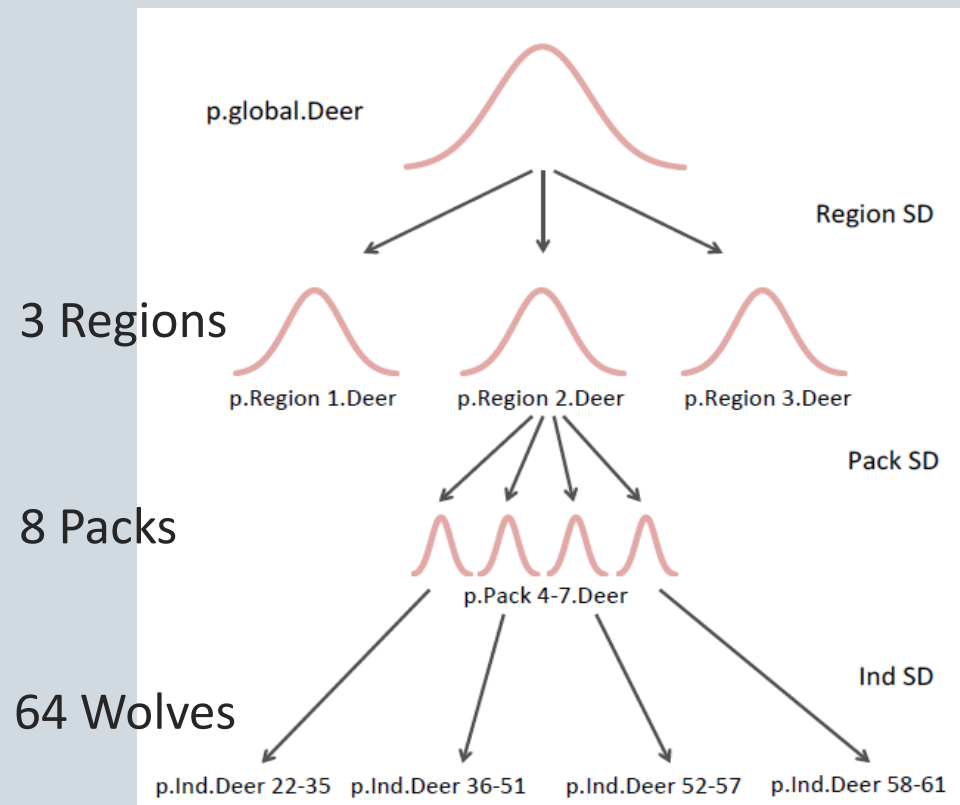 p.global.Deer
Region SD
3 Regions
p.Region 1.Deer p.Region 2.Deer p.Region 3.Deer
Pack SD
8 Packs
p.Pack 4-7.Deer
Ind SD
64 Wolves
p.Ind.Deer 22-35 p.Ind.Deer 36-51 p.Ind.Deer 52-57 p.Ind.Deer 58-61